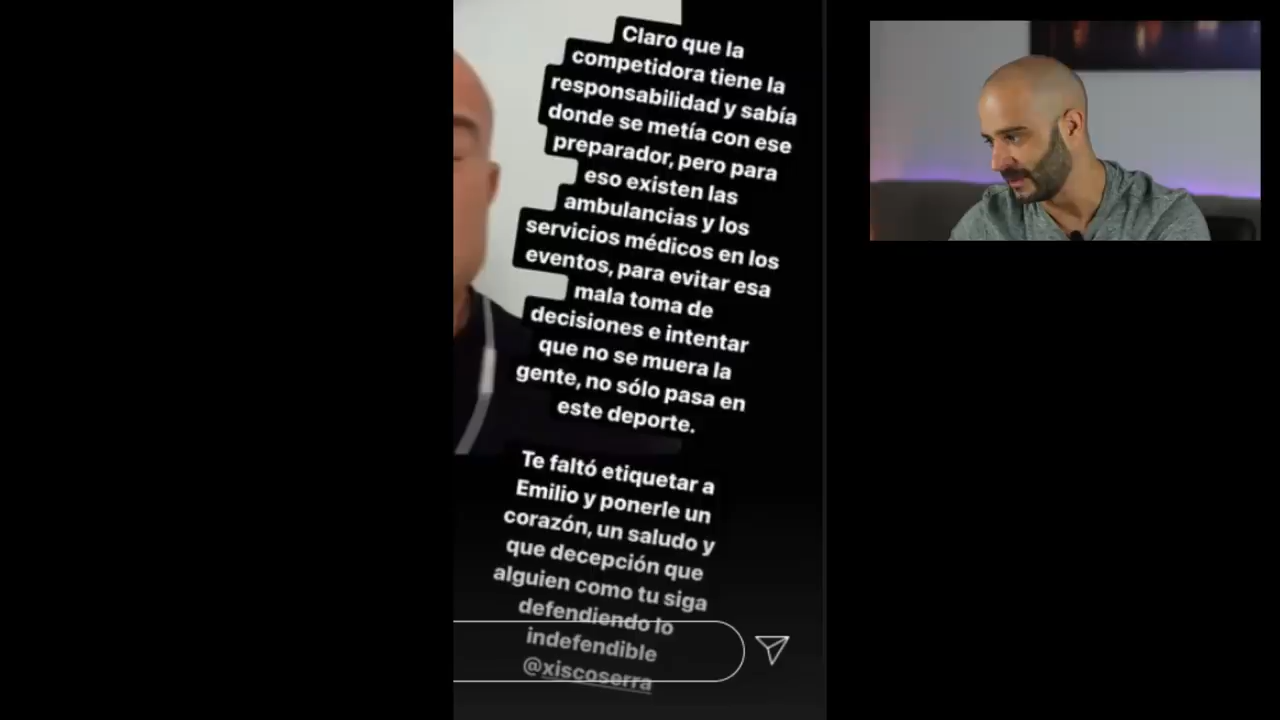 Claro que la
competidora tiene la
responsabilidad y sabía
donde se metía con ese
preparador, pero para
eso existen las
ambulancias y los
servicios médicos en los
eventos, para evitar esa
mala toma de
decisiones e intentar
que no se muera la
gente, no sólo pasa en
este deporte.
Te faltó etiquetar a
Emilio y ponerle un
corazón, un saludo y
que decepción que
alguien como tu siga
defendiendo lo
indefendible
@xiscoserra